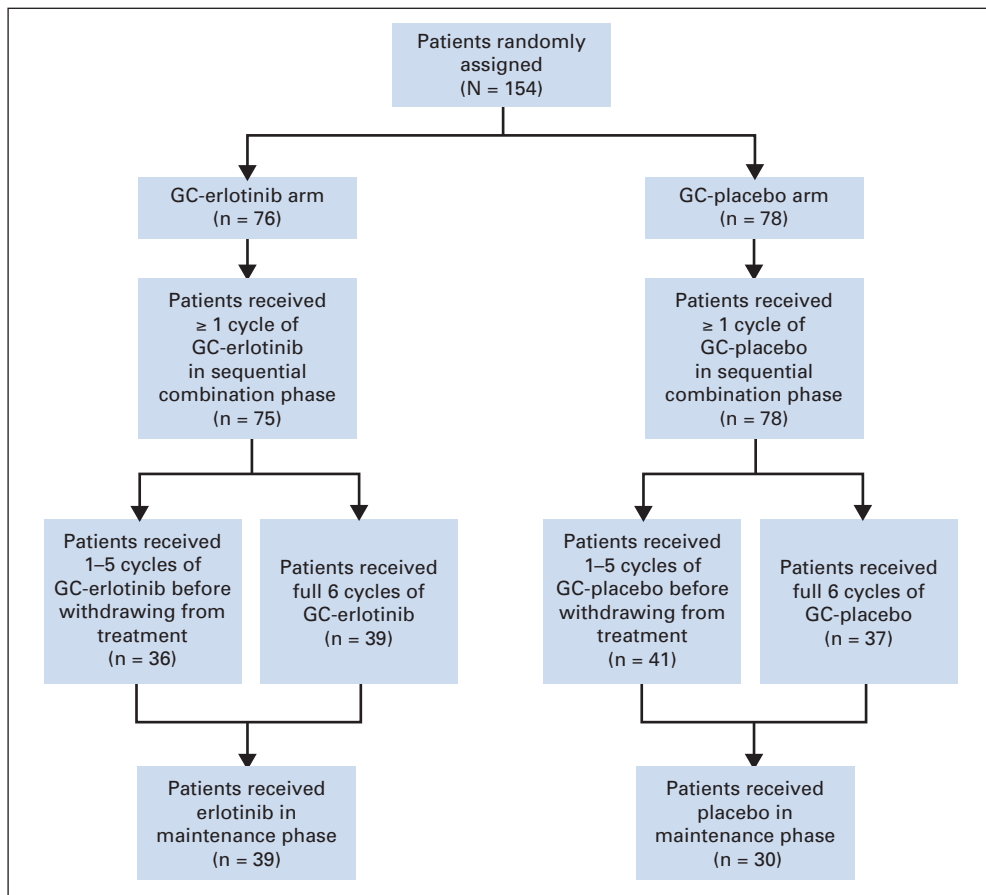 Patients randomly
assigned
(N = 154)
GC-erlotinib arm
(n = 76)
GC-placebo arm
(n = 78)
Patients received
≥ 1 cycle of
GC-erlotinib
in sequential
combination phase
(n = 75)
Patients received
≥ 1 cycle of
GC-placebo
in sequential
combination phase
(n = 78)
Patients received
1–5 cycles of
GC-erlotinib before
withdrawing from
treatment
(n = 36)
Patients received
full 6 cycles of
GC-erlotinib
(n = 39)
Patients received
1–5 cycles of
GC-placebo before
withdrawing from
treatment
(n = 41)
Patients received
full 6 cycles of
GC-placebo
(n = 37)
Patients received
erlotinib in
maintenance phase
(n = 39)
Patients received
placebo in
maintenance phase
(n = 30)